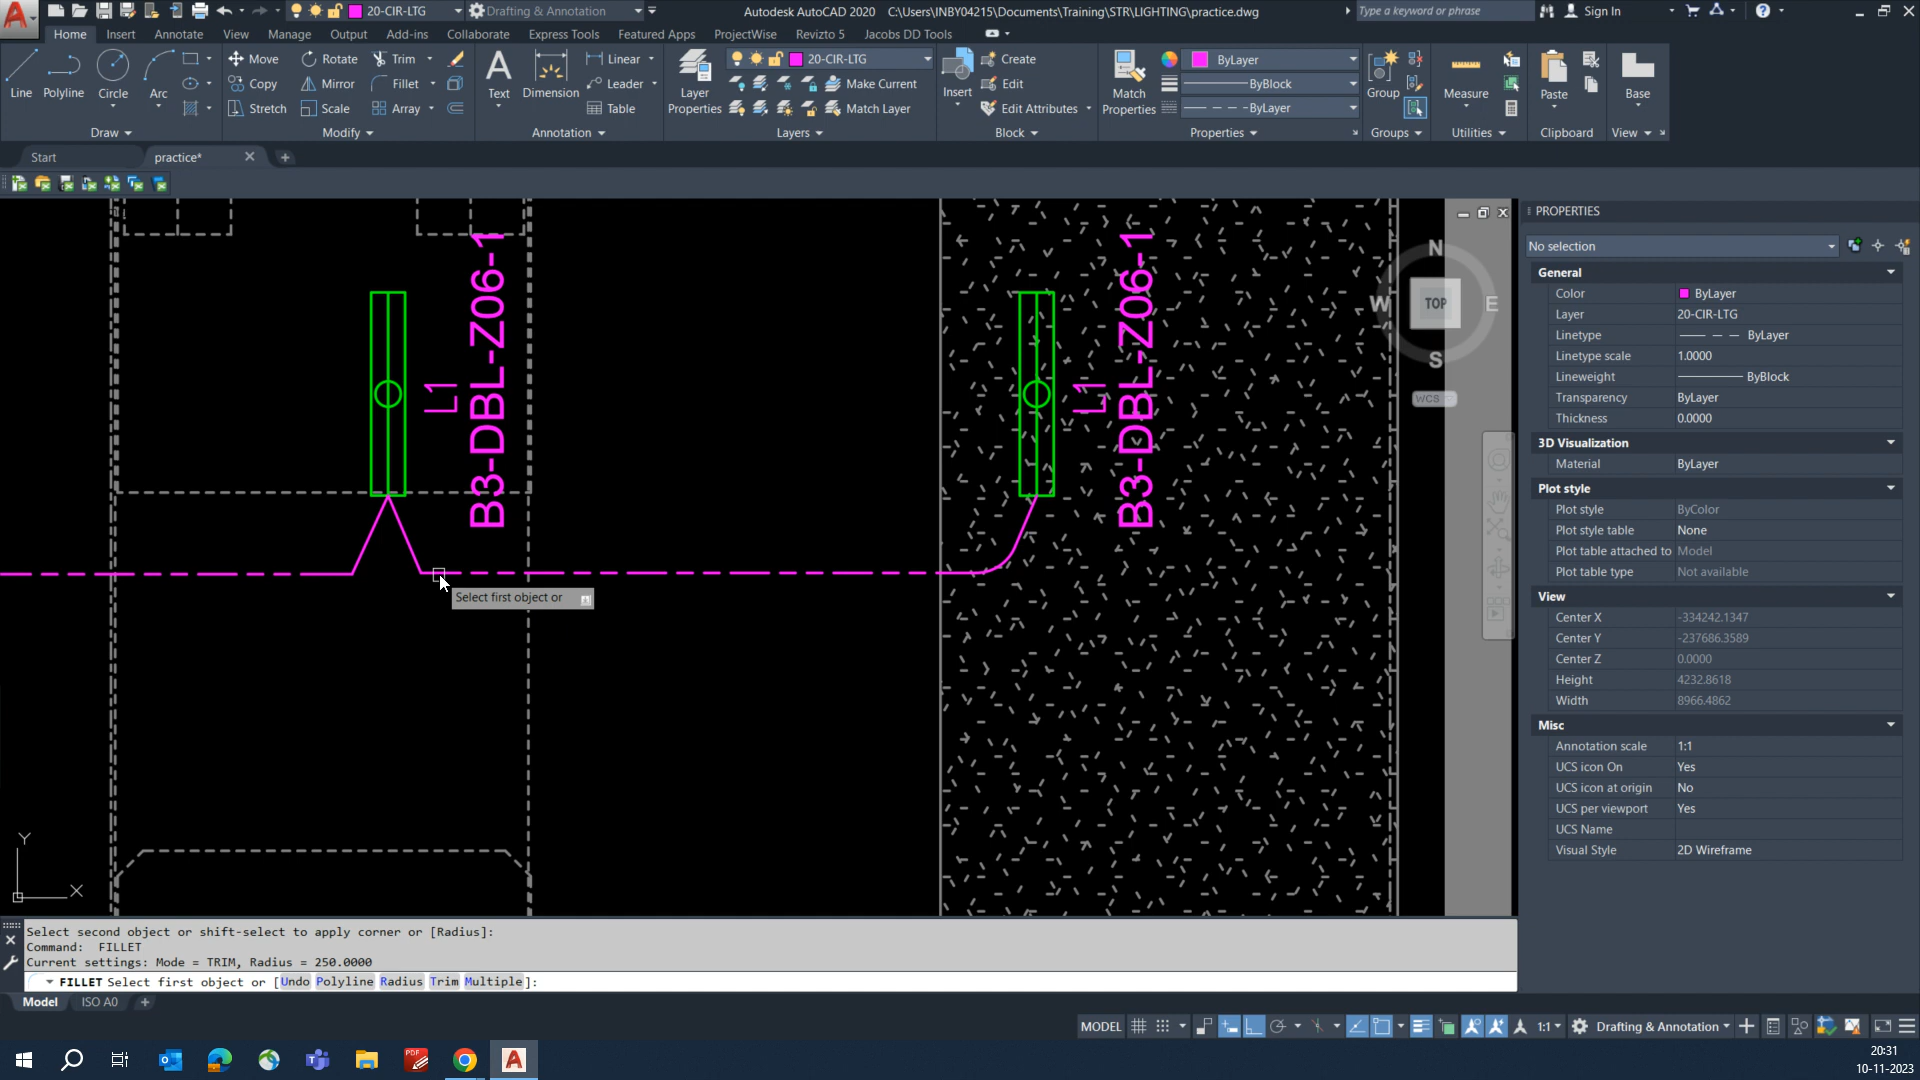 20-CIR-LTG
Drafting & Annotation
Autodesk AutoCAD 2020 C:\Users\INBY04215\Documents\Training\STR\LIGHTING\practice.dwg
Type a keyword or phrase
Sign In
Home Insert Annotate View Manage Output Add-ins Collaborate Express Tools Featured Apps ProjectWise Revizto 5 Jacobs DD Tools
Line Polyline Circle Arc
Draw
Move Rotate Trim
Copy Mirror Fillet
Stretch Scale Array
Modify
Text Dimension
Linear
Leader
Table
Annotation
Layer Properties
20-CIR-LTG
Make Current
Match Layer
Layers
Insert
Create
Edit
Edit Attributes
Block
Match Properties
ByLayer
ByBlock
ByLayer
Properties
Group
Groups
Measure
Utilities
Paste
Clipboard
Base
View
Start
practice*
L1
B3-DBL-Z06-1
L1
B3-DBL-Z06-1
N
W TOP E
S
WCS
Select first object or
Y
X
PROPERTIES
No selection
General
Color ByLayer
Layer 20-CIR-LTG
Linetype ByLayer
Linetype scale 1.0000
Lineweight ByBlock
Transparency ByLayer
Thickness 0.0000
3D Visualization
Material ByLayer
Plot style
Plot style ByColor
Plot style table None
Plot table attached to Model
Plot table type Not available
View
Center X -334242.1347
Center Y -237686.3589
Center Z 0.0000
Height 4232.8618
Width 8966.4862
Misc
Annotation scale 1:1
UCS icon On Yes
UCS icon at origin No
UCS per viewport Yes
UCS Name
Visual Style 2D Wireframe
Select second object or shift-select to apply corner or [Radius]:
Command: FILLET
Current settings: Mode = TRIM, Radius = 250.0000
FILLET Select first object or [Undo Polyline Radius Trim Multiple]:
Model ISO A0
MODEL
1:1
Drafting & Annotation
20:31
10-11-2023